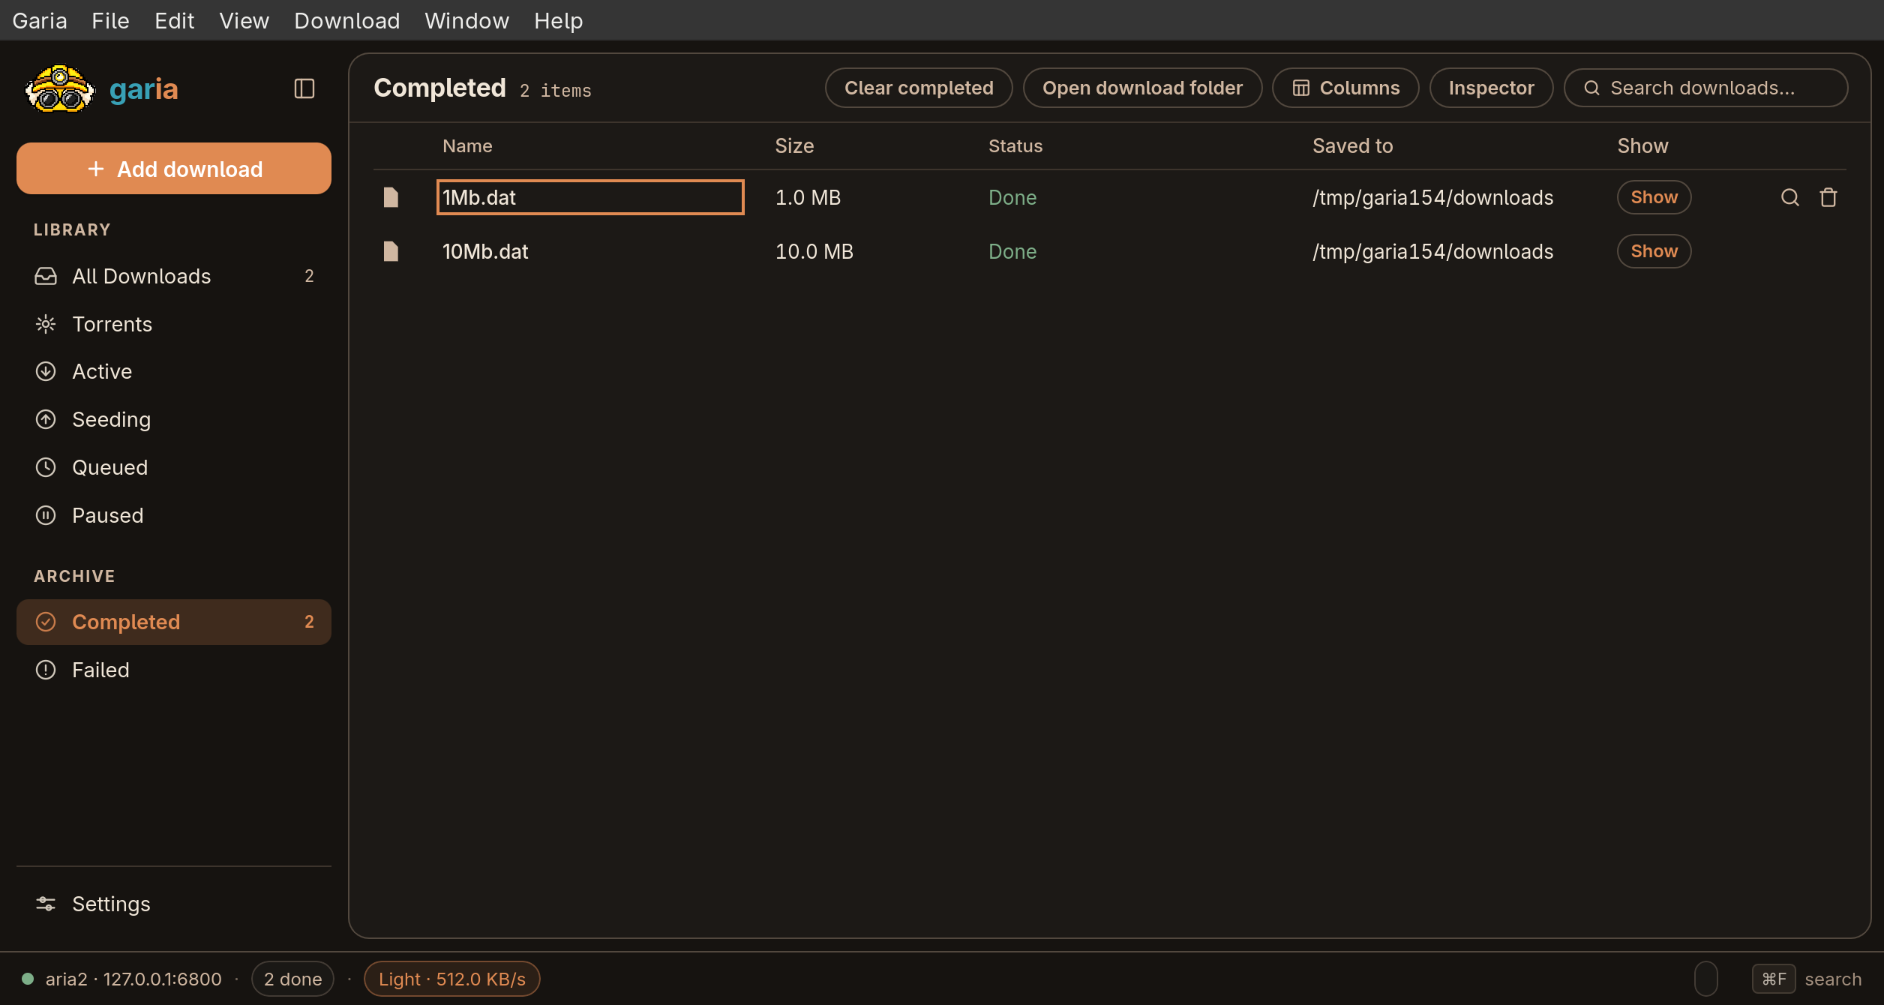 Garia File Edit View Download Window Help
garia
+ Add download
LIBRARY
All Downloads 2
Torrents
Active
Seeding
Queued
Paused
ARCHIVE
Completed 2
Failed
Settings
Completed 2 items Clear completed Open download folder Columns Inspector Search downloads...
Name Size Status Saved to Show
1Mb.dat 1.0 MB Done /tmp/garia154/downloads Show
10Mb.dat 10.0 MB Done /tmp/garia154/downloads Show
aria2 · 127.0.0.1:6800 · 2 done · Light · 512.0 KB/s ⌘F search